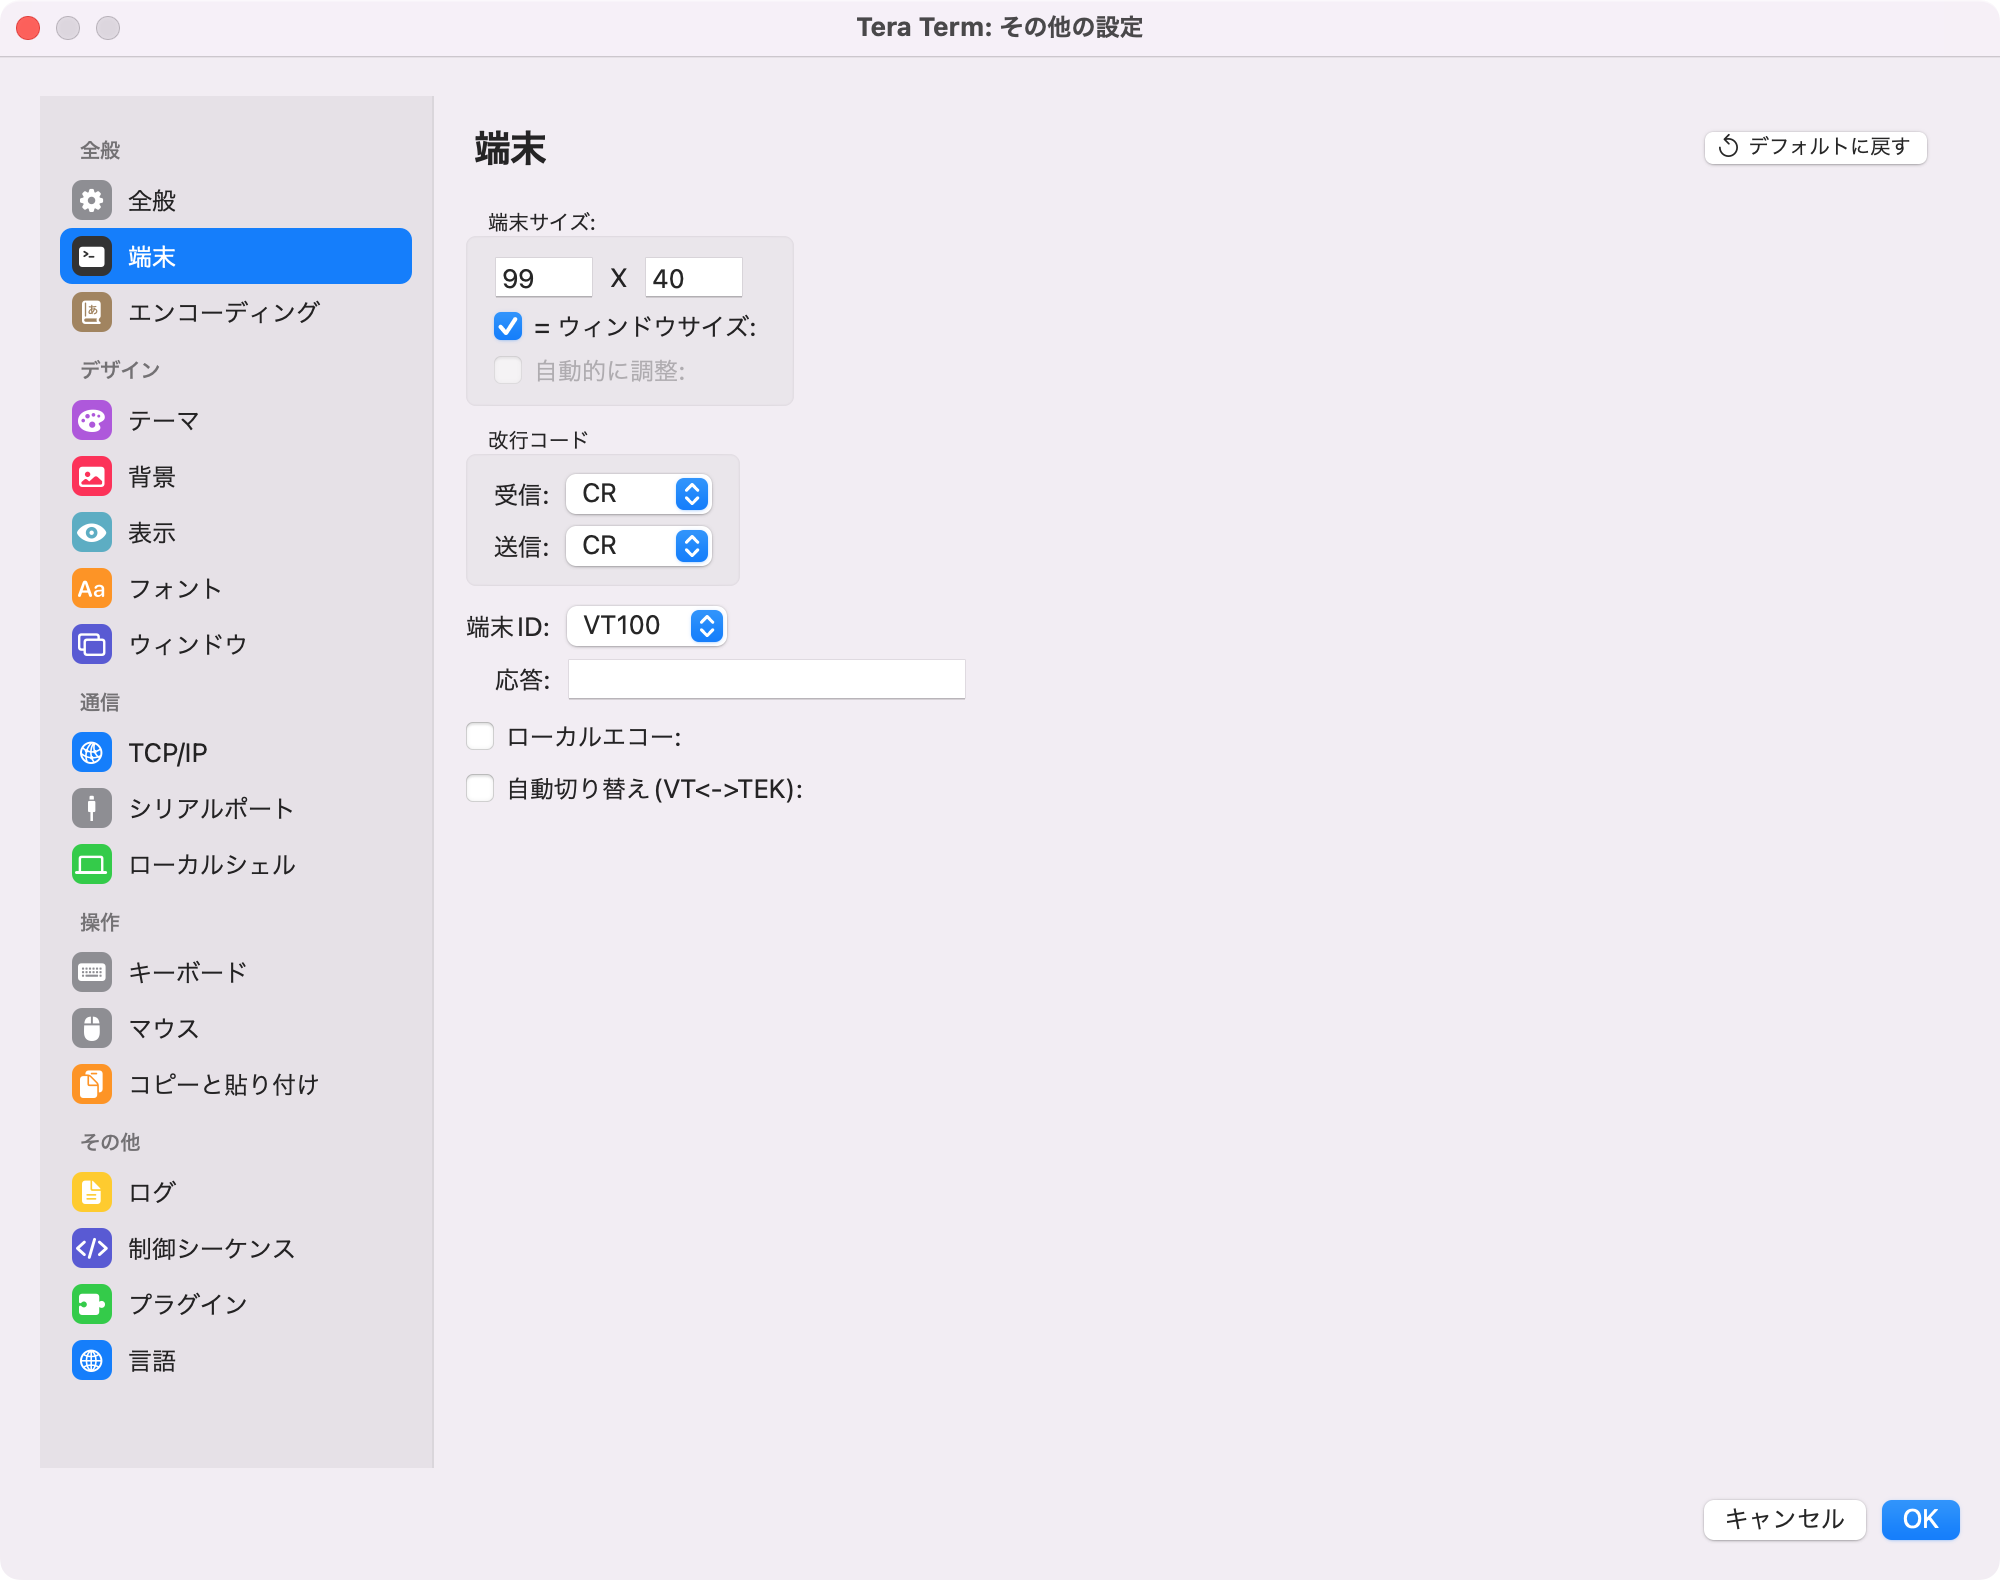 Tera Term: その他の設定
全般
全般
端末
エンコーディング
デザイン
テーマ
背景
表示
Aa
フォント
ウィンドウ
通信
TCP/IP
シリアルポート
ローカルシェル
操作
キーボード
マウス
コピーと貼り付け
その他
ログ
制御シーケンス
プラグイン
言語
端末
デフォルトに戻す
端末サイズ:
99 X 40
= ウィンドウサイズ:
自動的に調整:
改行コード
受信: CR
送信: CR
端末ID: VT100
応答:
ローカルエコー:
自動切り替え(VT<->TEK):
キャンセル OK